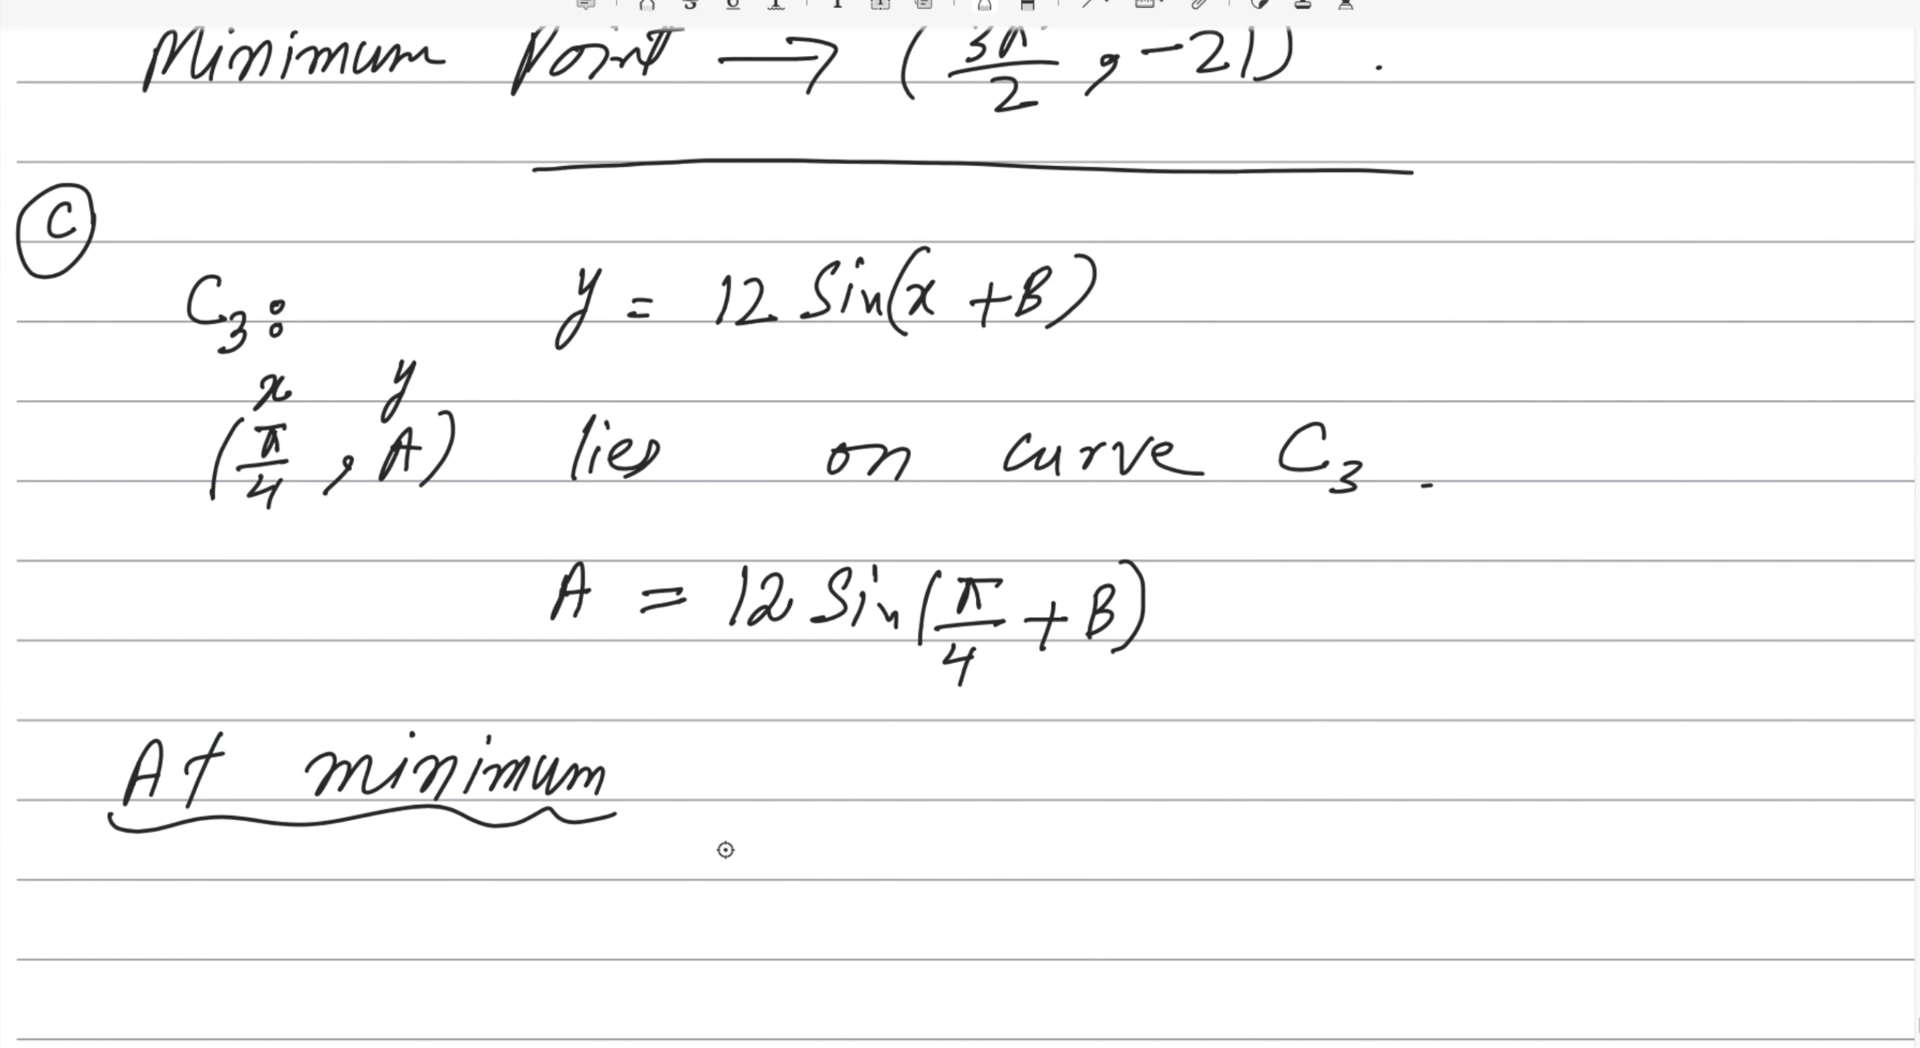 Minimum Point → (3π/2, -21).
C
C₃: y = 12 Sin(x + B)
x y
(π/4, A) lies on curve C₃.
A = 12 Sin(π/4 + B)
At minimum